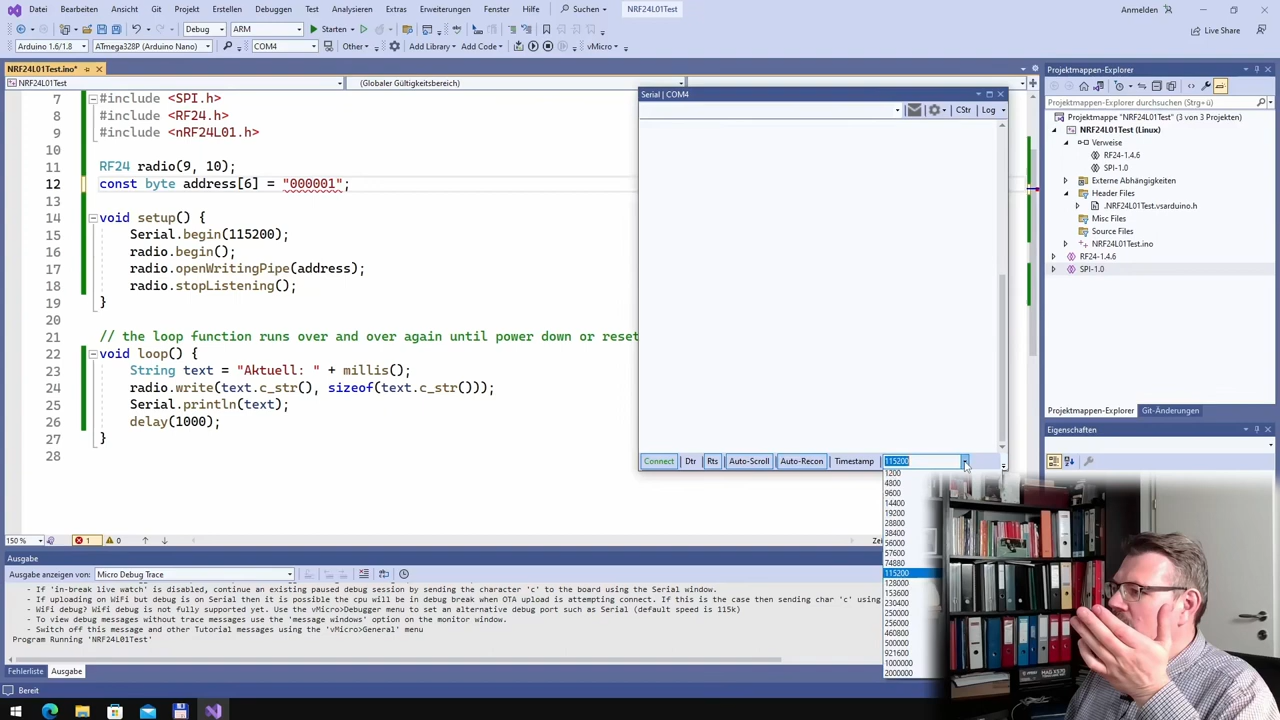 Datei Bearbeiten Ansicht Git Projekt Erstellen Debuggen Test Analysieren Extras Erweiterungen Fenster Hilfe Suchen NRF24L01Test Anmelden
Debug ARM Starten Live Share
Arduino 1.6/1.8 ATmega328P (Arduino Nano) COM4 Other Add Library Add Code vMicro
NRF24L01Test.ino* Projektmappen-Explorer
NRF24L01Test (Globaler Gültigkeitsbereich)
7 #include <SPI.h>
8 #include <RF24.h>
9 #include <nRF24L01.h>
10
11 RF24 radio(9, 10);
12 const byte address[6] = "000001";
13
14 void setup() {
15 Serial.begin(115200);
16 radio.begin();
17 radio.openWritingPipe(address);
18 radio.stopListening();
19 }
20
21 // the loop function runs over and over again until power down or reset
22 void loop() {
23 String text = "Aktuell: " + millis();
24 radio.write(text.c_str(), sizeof(text.c_str()));
25 Serial.println(text);
26 delay(1000);
27 }
28
Serial | COM4
CStr Log
Connect Dtr Rts Auto-Scroll Auto-Recon Timestamp 115200
1200
4800
9600
14400
19200
28800
38400
56000
57600
74880
115200
128000
153600
230400
250000
256000
460800
500000
921600
1000000
2000000
Projektmappen-Explorer durchsuchen (Strg+ü)
Projektmappe "NRF24L01Test" (3 von 3 Projekten)
NRF24L01Test (Linux)
Verweise
RF24-1.4.6
SPI-1.0
Externe Abhängigkeiten
Header Files
.NRF24L01Test.vsarduino.h
Misc Files
Source Files
NRF24L01Test.ino
RF24-1.4.6
SPI-1.0
Projektmappen-Explorer Git-Änderungen
Eigenschaften
150 % 1 0 Zei
Ausgabe
Ausgabe anzeigen von: Micro Debug Trace
- If 'in-break live watch' is disabled, continue an existing paused debug session by sending the character 'c' to the board using the Serial window.
- If uploading on WiFi but debug is on Serial then it is possible the cpu will be in debug break when OTA upload is attempting connect. If this is the case then sending char 'c' using
- WiFi debug? Wifi debug is not fully supported yet. Use the vMicro>Debugger menu to set an alternative debug port such as Serial (default speed is 115k)
- To view debug messages without trace messages use the 'message windows' option on the monitor window.
- Switch off this message and other Tutorial messages using the 'vMicro>General' menu
Program Running 'NRF24L01Test'
Fehlerliste Ausgabe
Bereit